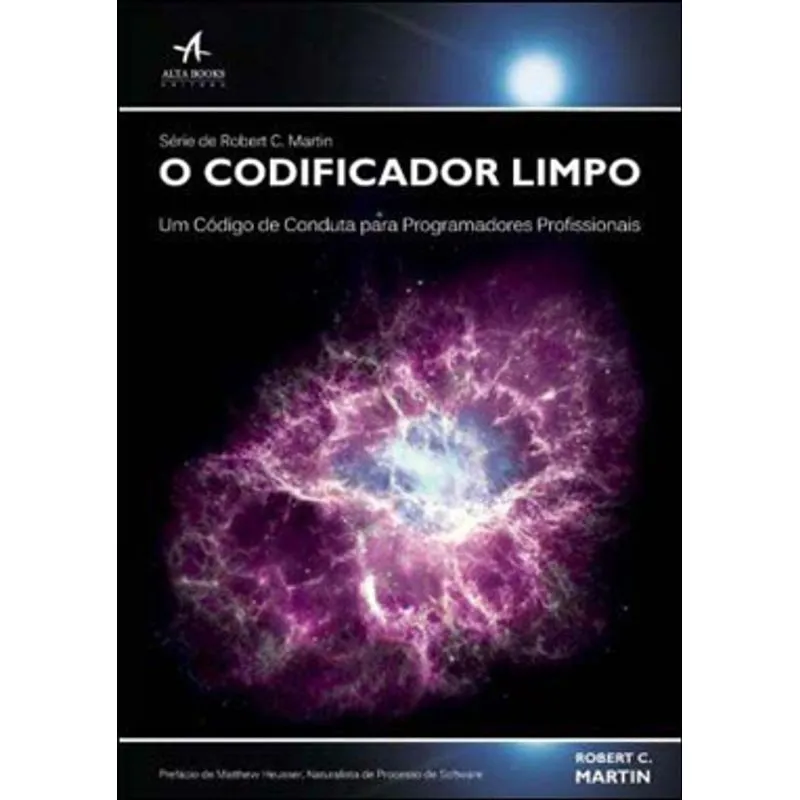 ALTA BOOKS
EDITORA
Série de Robert C. Martin
O CODIFICADOR LIMPO
Um Código de Conduta para Programadores Profissionais
Prefácio de Matthew Heusser, Naturalista de Processo de Software
ROBERT C.
MARTIN